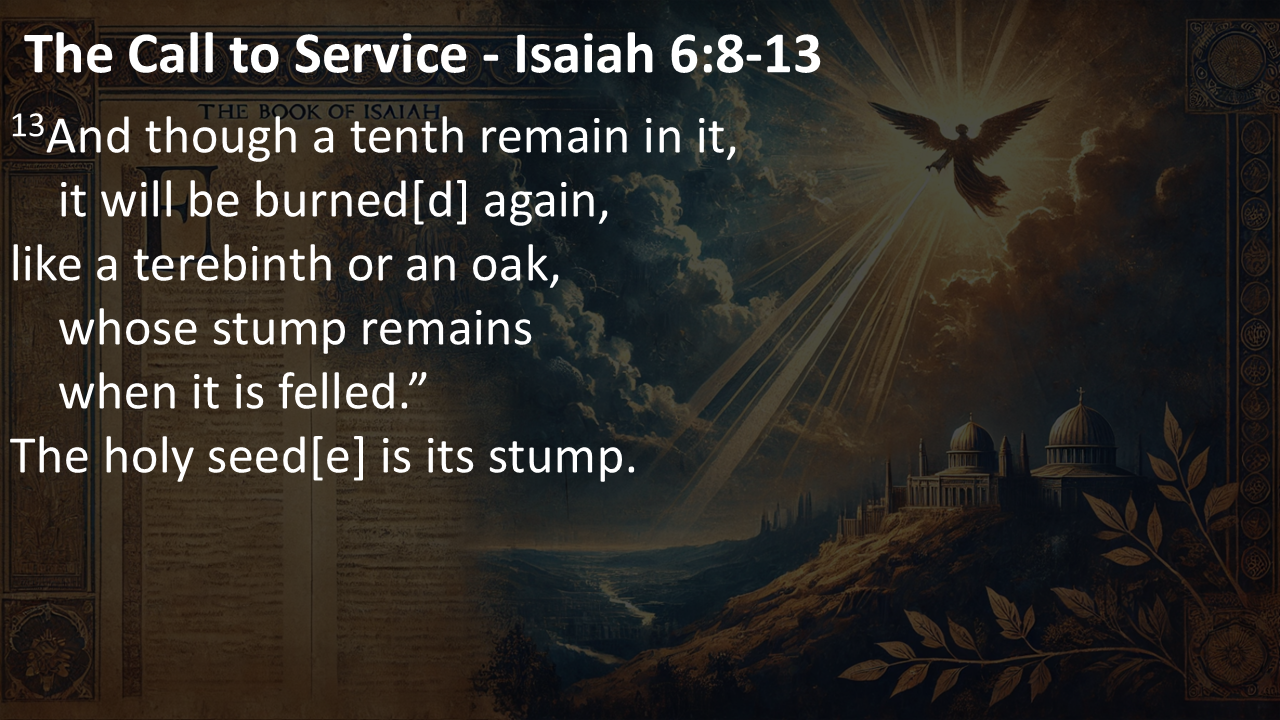 The Call to Service - Isaiah 6:8-13
THE BOOK OF ISAIAH
13And though a tenth remain in it,
it will be burned[d] again,
like a terebinth or an oak,
whose stump remains
when it is felled.”
The holy seed[e] is its stump.